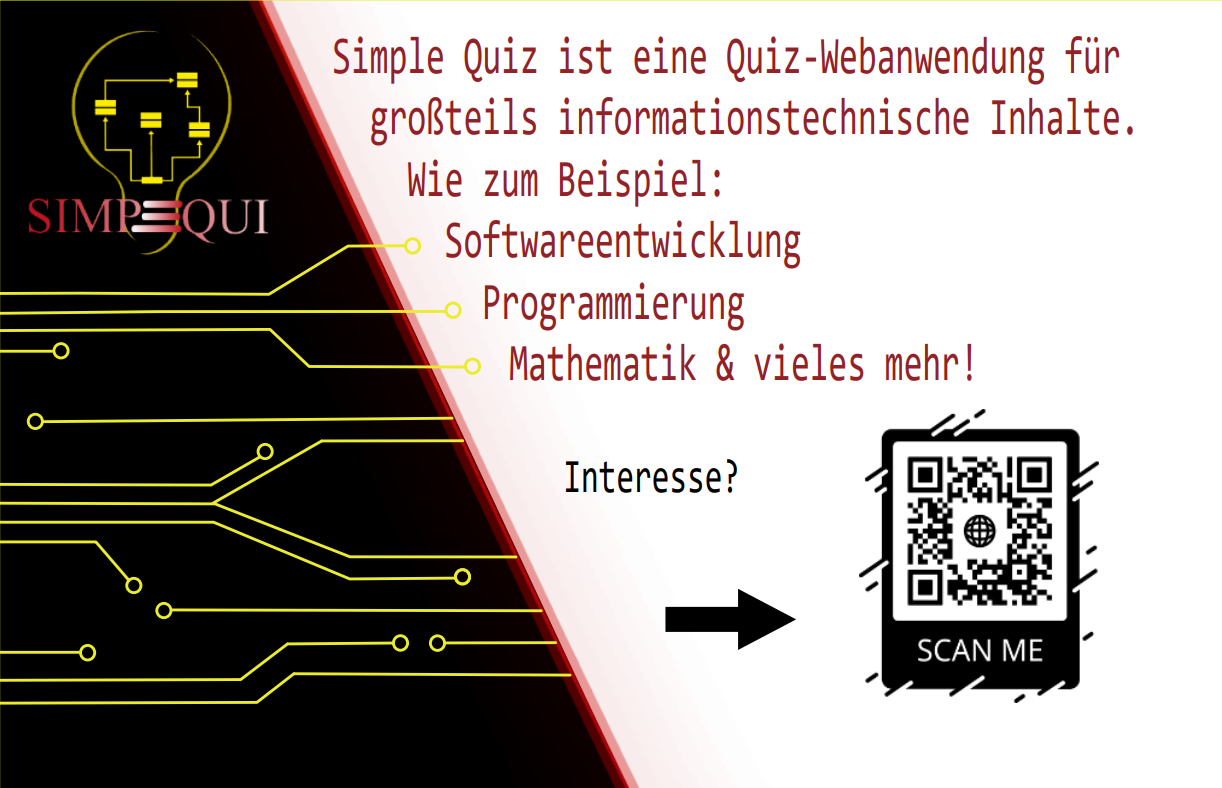 SIMPEQUI
Simple Quiz ist eine Quiz-Webanwendung für
großteils informationstechnische Inhalte.
Wie zum Beispiel:
Softwareentwicklung
Programmierung
Mathematik & vieles mehr!
Interesse?
SCAN ME